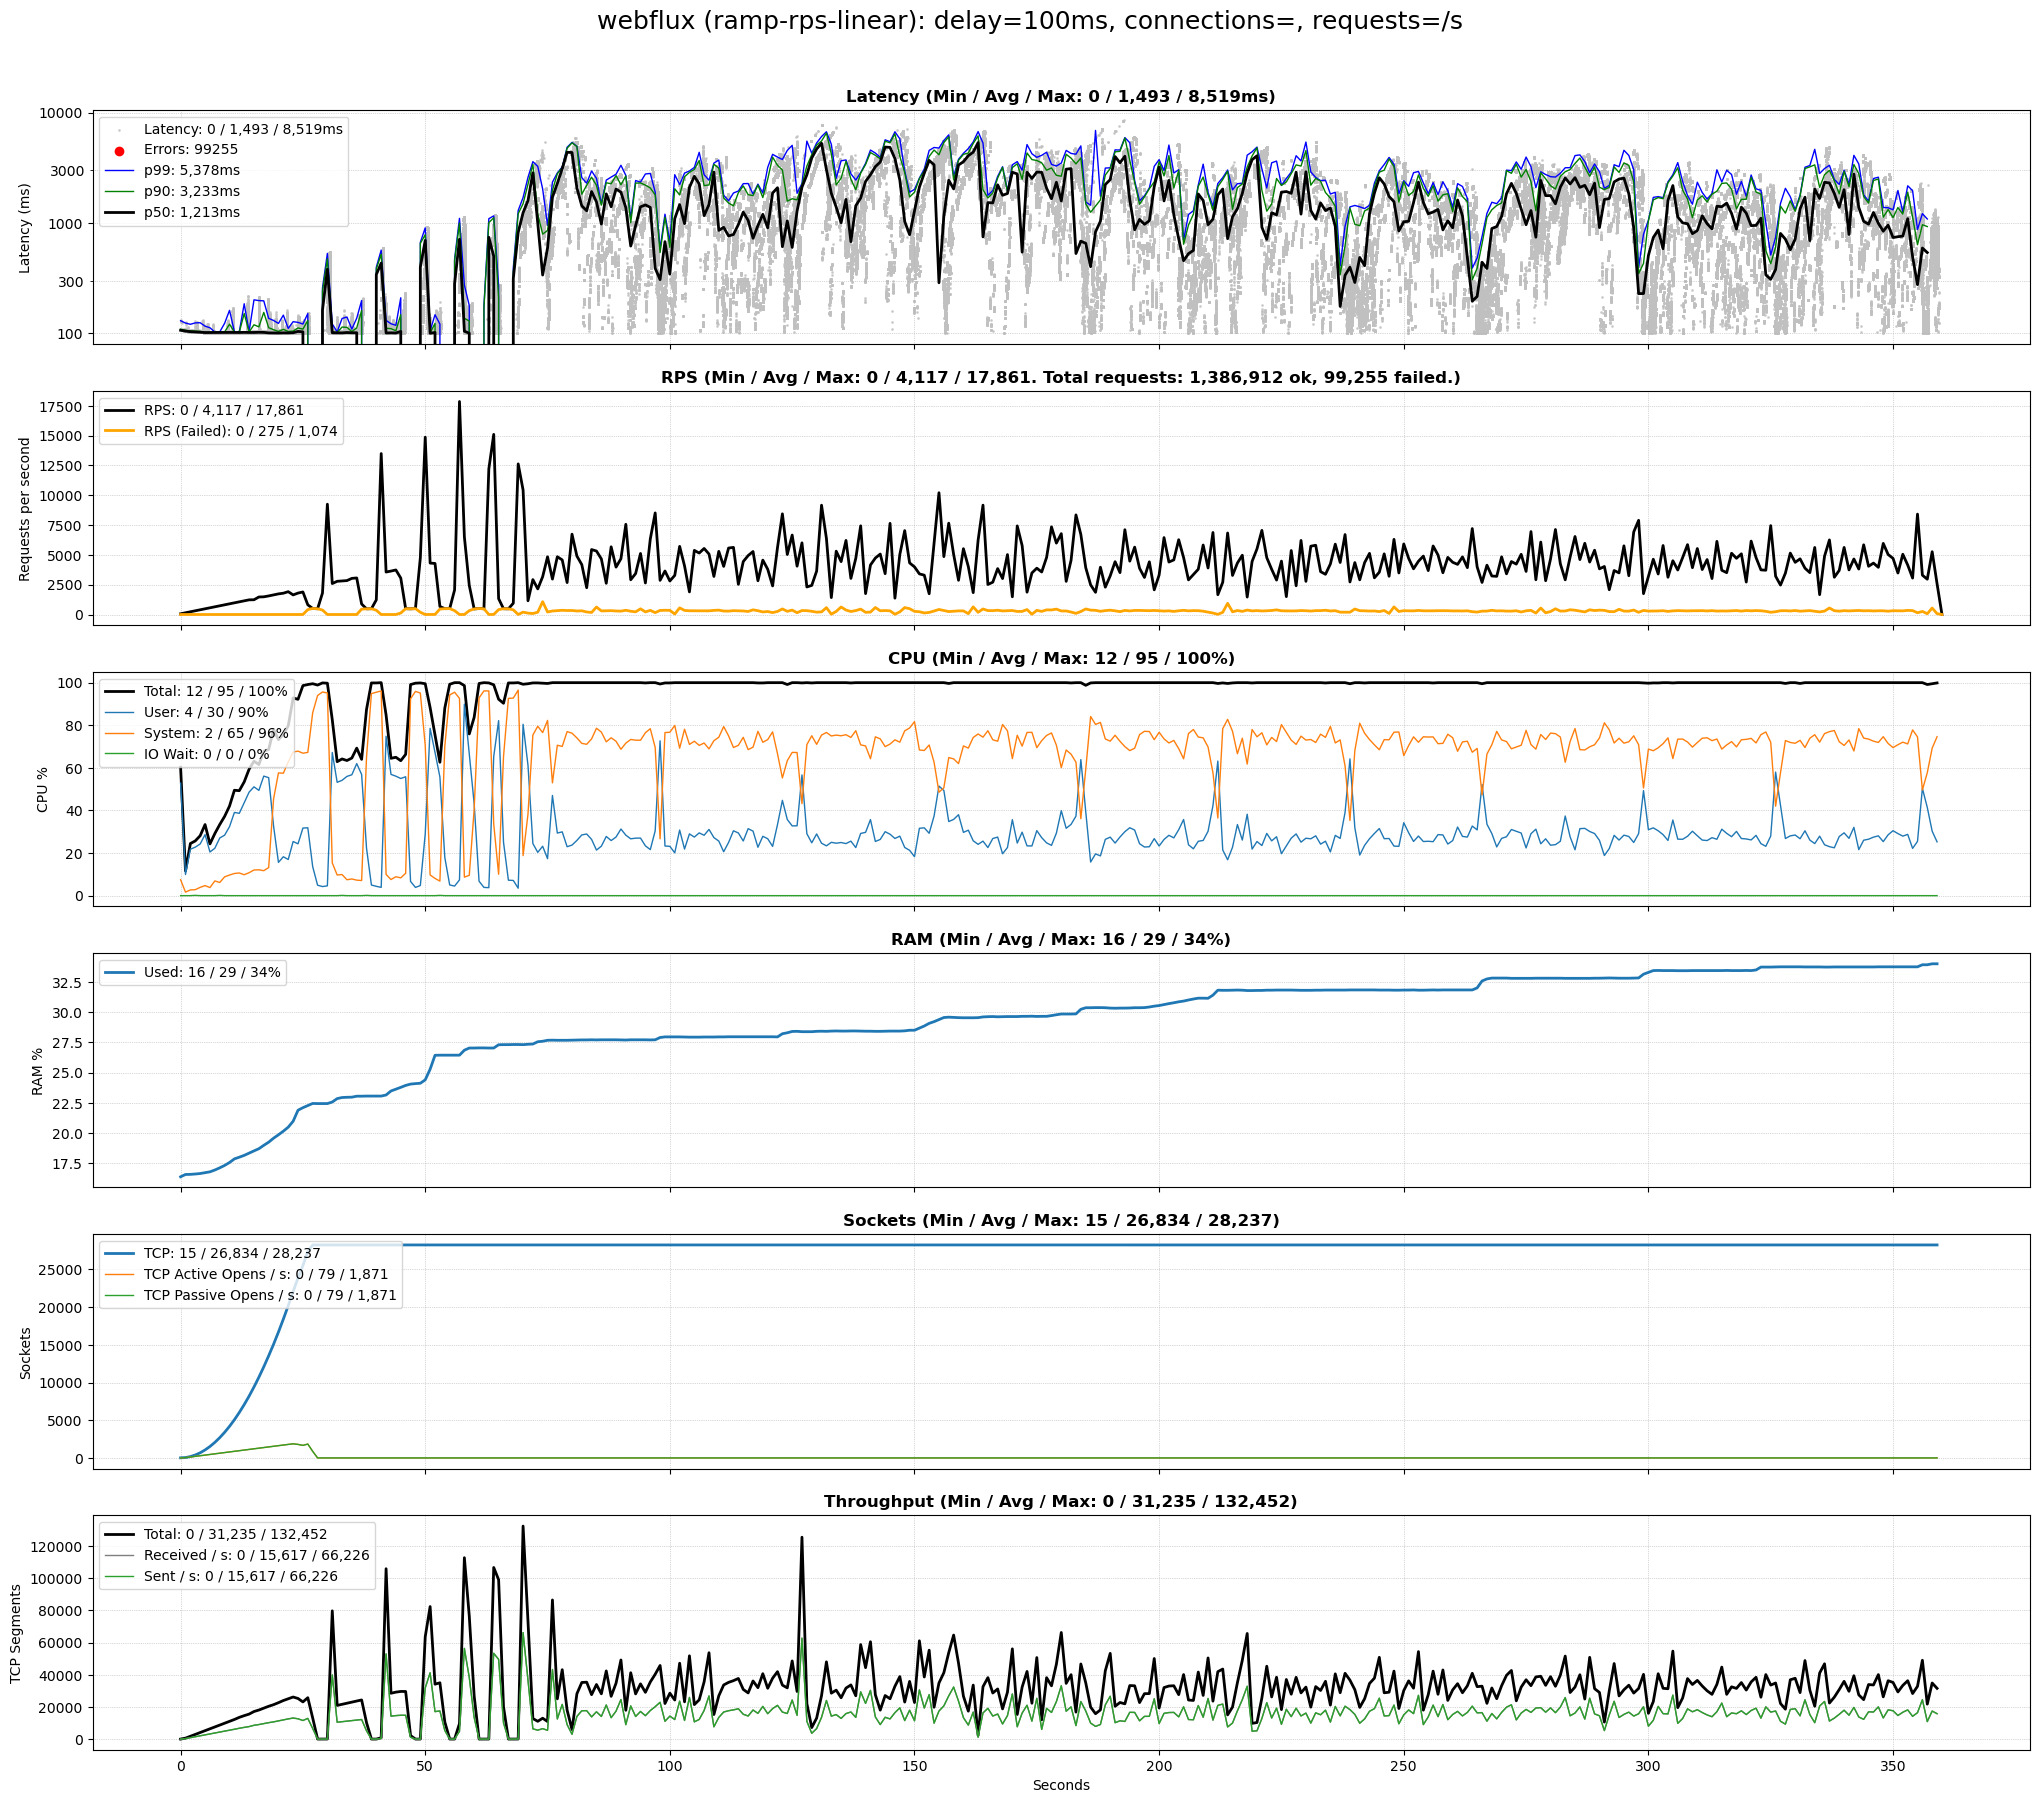 webflux (ramp-rps-linear): delay=100ms, connections=, requests=/s
Latency (Min / Avg / Max: 0 / 1,493 / 8,519ms)
10000
3000
1000
300
100
Latency (ms)
Latency: 0 / 1,493 / 8,519ms
Errors: 99255
p99: 5,378ms
p90: 3,233ms
p50: 1,213ms
RPS (Min / Avg / Max: 0 / 4,117 / 17,861. Total requests: 1,386,912 ok, 99,255 failed.)
17500
15000
12500
10000
7500
5000
2500
0
Requests per second
RPS: 0 / 4,117 / 17,861
RPS (Failed): 0 / 275 / 1,074
CPU (Min / Avg / Max: 12 / 95 / 100%)
100
80
60
40
20
0
CPU %
Total: 12 / 95 / 100%
User: 4 / 30 / 90%
System: 2 / 65 / 96%
IO Wait: 0 / 0 / 0%
RAM (Min / Avg / Max: 16 / 29 / 34%)
32.5
30.0
27.5
25.0
22.5
20.0
17.5
RAM %
Used: 16 / 29 / 34%
Sockets (Min / Avg / Max: 15 / 26,834 / 28,237)
25000
20000
15000
10000
5000
0
Sockets
TCP: 15 / 26,834 / 28,237
TCP Active Opens / s: 0 / 79 / 1,871
TCP Passive Opens / s: 0 / 79 / 1,871
Throughput (Min / Avg / Max: 0 / 31,235 / 132,452)
120000
100000
80000
60000
40000
20000
0
TCP Segments
Total: 0 / 31,235 / 132,452
Received / s: 0 / 15,617 / 66,226
Sent / s: 0 / 15,617 / 66,226
0 50 100 150 200 250 300 350
Seconds